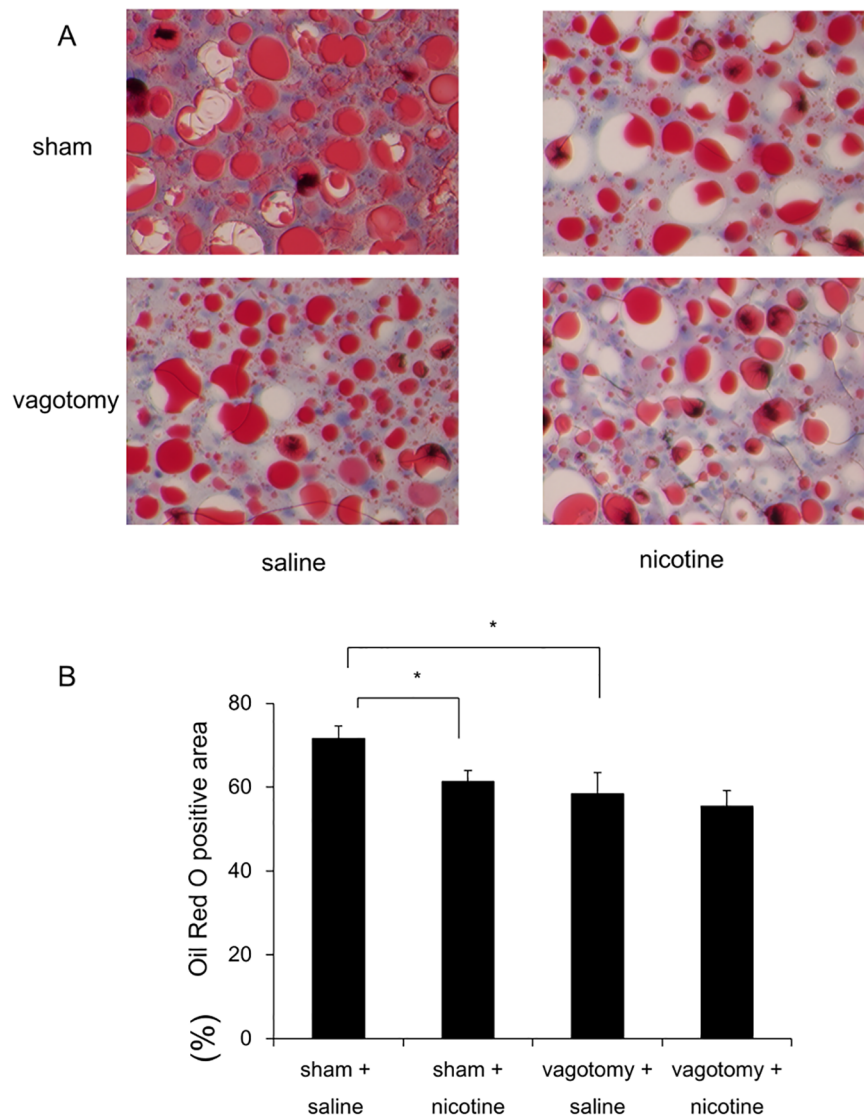 A
sham
vagotomy
saline
nicotine
B
*
*
Oil Red O positive area
(%)
80
60
40
20
0
sham +
saline
sham +
nicotine
vagotomy +
saline
vagotomy +
nicotine